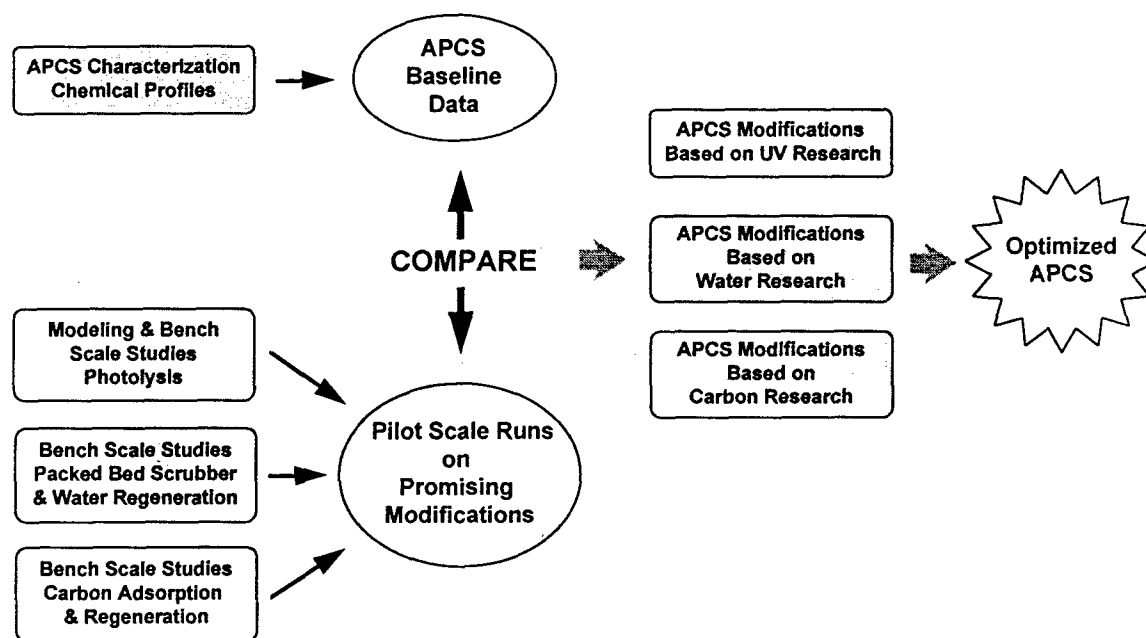 APCS Characterization
Chemical Profiles
APCS
Baseline
Data
COMPARE
Modeling & Bench
Scale Studies
Photolysis
Bench Scale Studies
Packed Bed Scrubber
& Water Regeneration
Bench Scale Studies
Carbon Adsorption
& Regeneration
Pilot Scale Runs
on
Promising
Modifications
APCS Modifications
Based on UV Research
APCS Modifications
Based on
Water Research
APCS Modifications
Based on
Carbon Research
Optimized
APCS